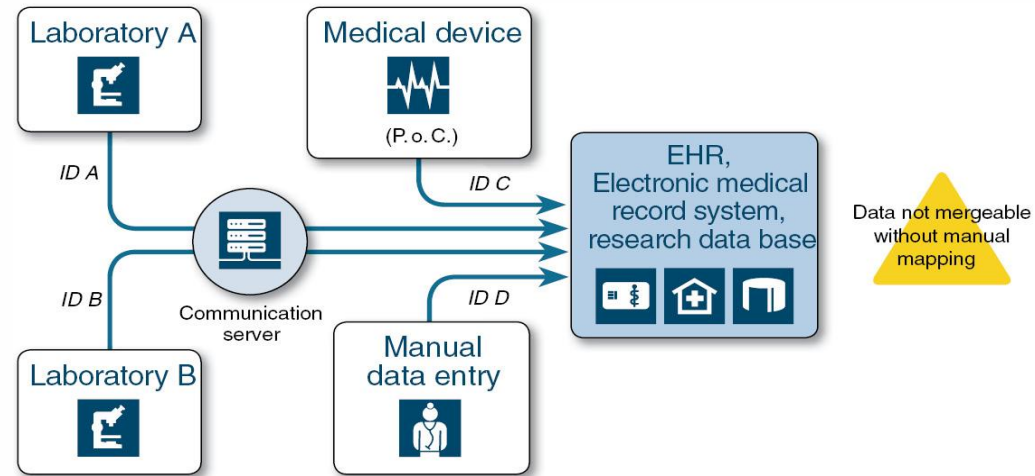 Laboratory A
Medical device
(P. o. C.)
ID A
ID C
EHR,
Electronic medical
record system,
research data base
Data not mergeable
without manual
mapping
ID B
ID D
Communication
server
Laboratory B
Manual
data entry